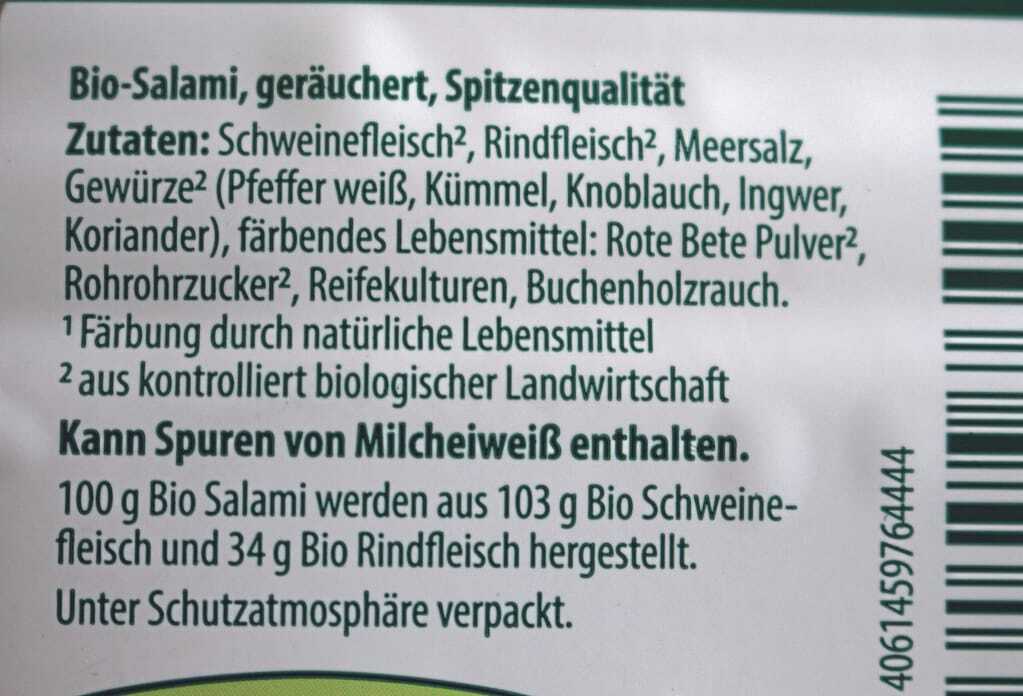 Bio-Salami, geräuchert, Spitzenqualität
Zutaten: Schweinefleisch², Rindfleisch², Meersalz,
Gewürze² (Pfeffer weiß, Kümmel, Knoblauch, Ingwer,
Koriander), färbendes Lebensmittel: Rote Bete Pulver²,
Rohrohrzucker², Reifekulturen, Buchenholzrauch.
¹ Färbung durch natürliche Lebensmittel
² aus kontrolliert biologischer Landwirtschaft
Kann Spuren von Milcheiweiß enthalten.
100 g Bio Salami werden aus 103 g Bio Schweine-
fleisch und 34 g Bio Rindfleisch hergestellt.
Unter Schutzatmosphäre verpackt.
4061459764444